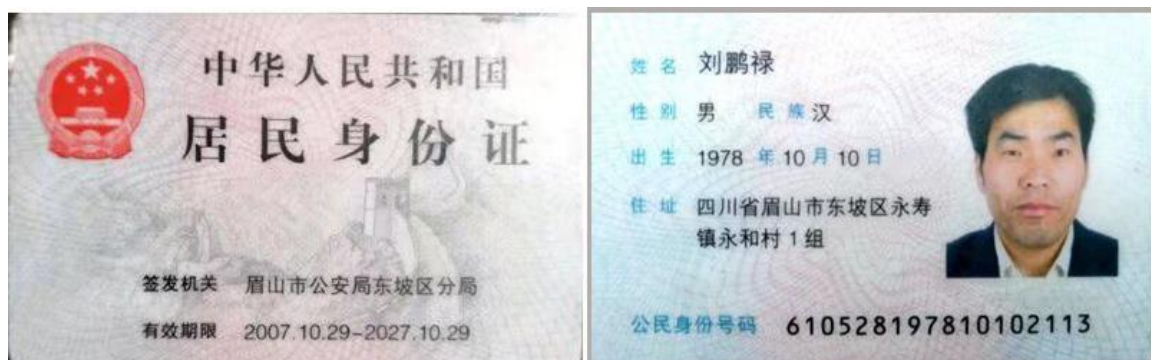 中华人民共和国
居民身份证
签发机关 眉山市公安局东坡区分局
有效期限 2007.10.29-2027.10.29
姓名 刘鹏禄
性别 男 民族 汉
出生 1978 年 10 月 10 日
住址 四川省眉山市东坡区永寿
镇永和村1组
公民身份号码 610528197810102113